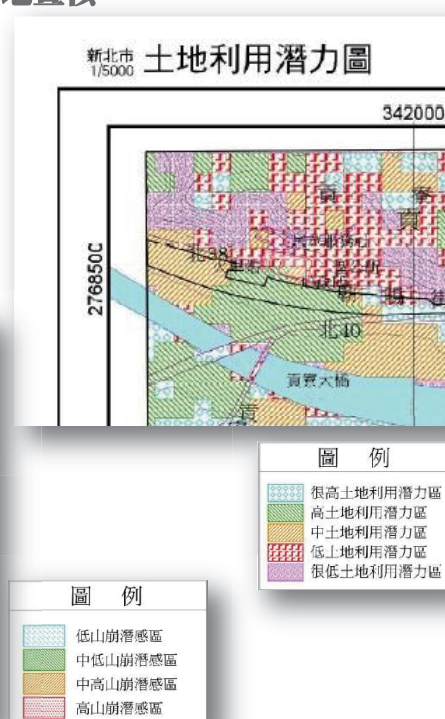 新北市
1/5000
土地利用潛力圖
342000
276850C
北38
北40
貢寮大橋
圖 例
很高土地利用潛力區
高土地利用潛力區
中土地利用潛力區
低土地利用潛力區
很低土地利用潛力區
圖 例
低山崩潛感區
中低山崩潛感區
中高山崩潛感區
高山崩潛感區